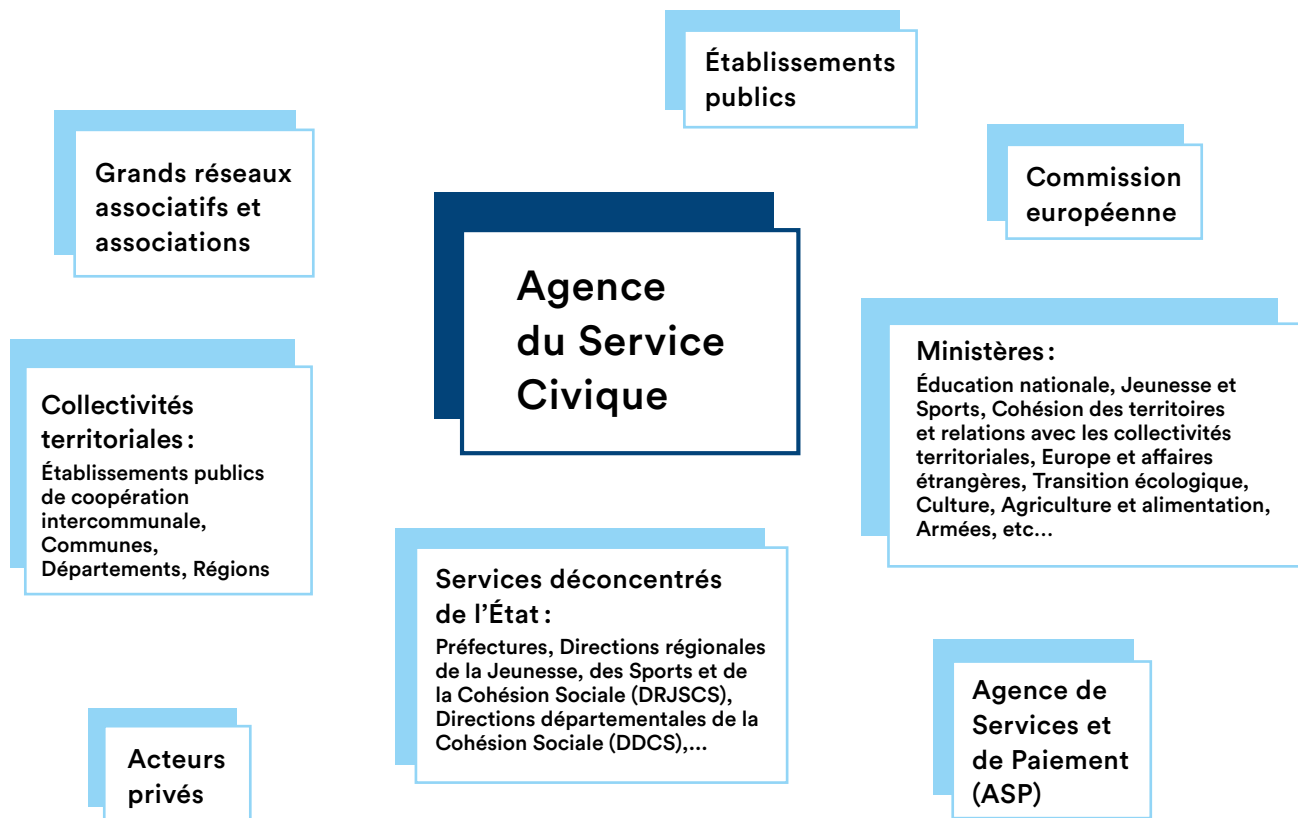 Établissements
publics
Grands réseaux
associatifs et
associations
Commission
européenne
Agence
du Service
Civique
Ministères :
Éducation nationale, Jeunesse et
Sports, Cohésion des territoires
et relations avec les collectivités
territoriales, Europe et affaires
étrangères, Transition écologique,
Culture, Agriculture et alimentation,
Armées, etc…
Collectivités
territoriales :
Établissements publics
de coopération
intercommunale,
Communes,
Départements, Régions
Services déconcentrés
de l’État :
Préfectures, Directions régionales
de la Jeunesse, des Sports et de
la Cohésion Sociale (DRJSCS),
Directions départementales de la
Cohésion Sociale (DDCS),…
Agence de
Services et
de Paiement
(ASP)
Acteurs
privés